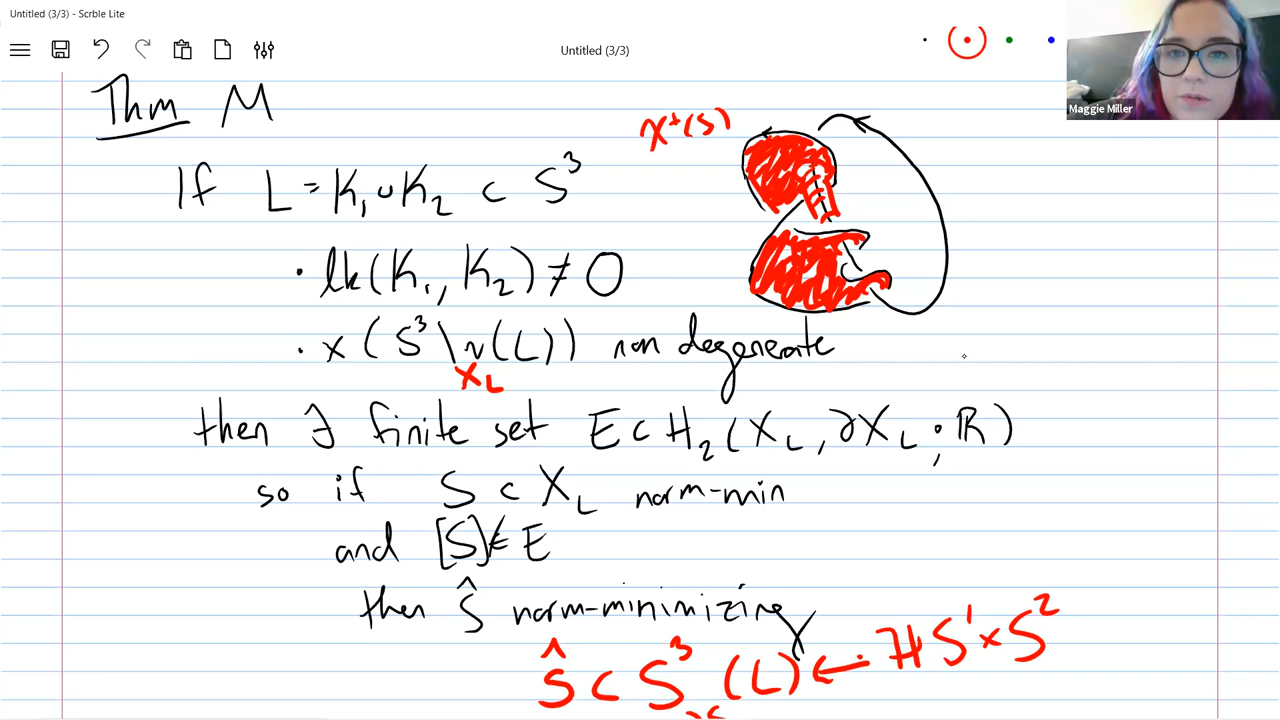 Untitled (3/3) - Scrble Lite
Untitled (3/3)
Maggie Miller
Thm M
χ⁺(S)
If L = K₁ ∪ K₂ ⊂ S³
· lk(K₁, K₂) ≠ 0
· x(S³ \ ν(L)) non degenerate
X_L
then ∃ finite set E ⊂ H₂(X_L, ∂X_L; ℝ)
so if S ⊂ X_L norm-min
and [S] ∉ E
then Ŝ norm-minimizing
Ŝ ⊂ S³ (L) ← HS¹×S²